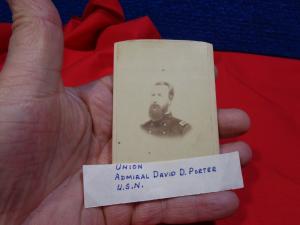 UNION
ADMIRAL DAVID D. PORTER
U.S.N.